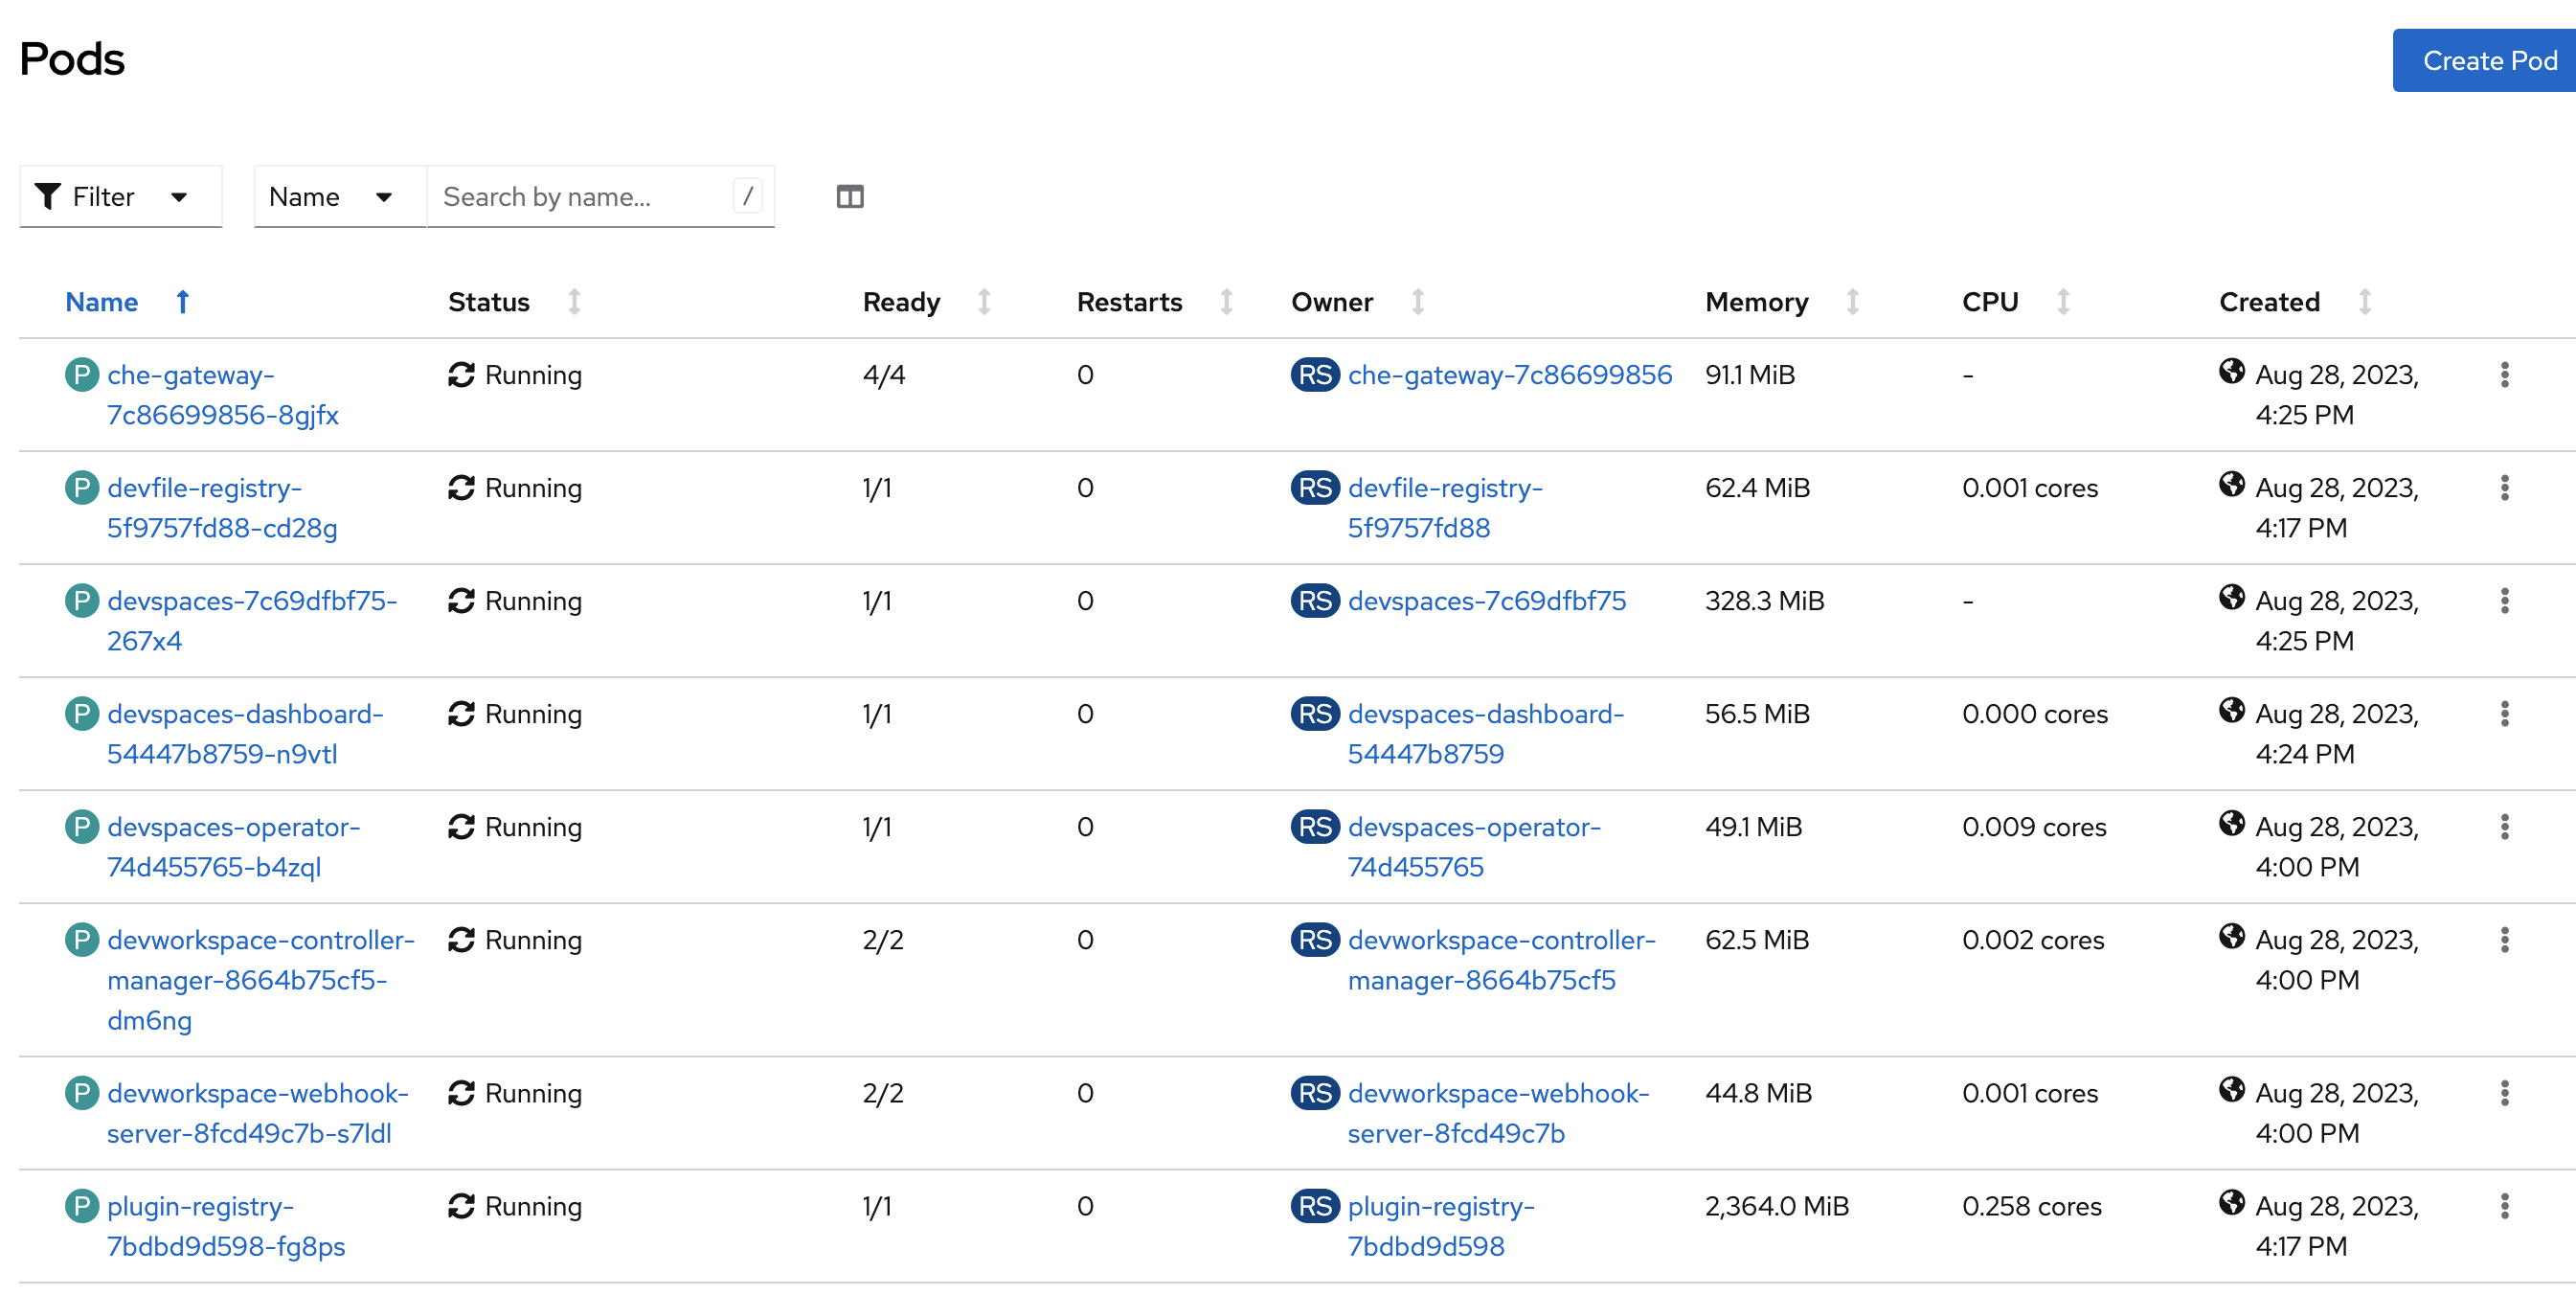 Pods
Create Pod
Filter
Name
Search by name...
/
Name Status Ready Restarts Owner Memory CPU Created
P che-gateway- Running 4/4 0 RS che-gateway-7c86699856 91.1 MiB - Aug 28, 2023,
7c86699856-8gjfx 4:25 PM
P devfile-registry- Running 1/1 0 RS devfile-registry- 62.4 MiB 0.001 cores Aug 28, 2023,
5f9757fd88-cd28g 5f9757fd88 4:17 PM
P devspaces-7c69dfbf75- Running 1/1 0 RS devspaces-7c69dfbf75 328.3 MiB - Aug 28, 2023,
267x4 4:25 PM
P devspaces-dashboard- Running 1/1 0 RS devspaces-dashboard- 56.5 MiB 0.000 cores Aug 28, 2023,
54447b8759-n9vtl 54447b8759 4:24 PM
P devspaces-operator- Running 1/1 0 RS devspaces-operator- 49.1 MiB 0.009 cores Aug 28, 2023,
74d455765-b4zql 74d455765 4:00 PM
P devworkspace-controller- Running 2/2 0 RS devworkspace-controller- 62.5 MiB 0.002 cores Aug 28, 2023,
manager-8664b75cf5- manager-8664b75cf5 4:00 PM
dm6ng
P devworkspace-webhook- Running 2/2 0 RS devworkspace-webhook- 44.8 MiB 0.001 cores Aug 28, 2023,
server-8fcd49c7b-s7ldl server-8fcd49c7b 4:00 PM
P plugin-registry- Running 1/1 0 RS plugin-registry- 2,364.0 MiB 0.258 cores Aug 28, 2023,
7bdbd9d598-fg8ps 7bdbd9d598 4:17 PM